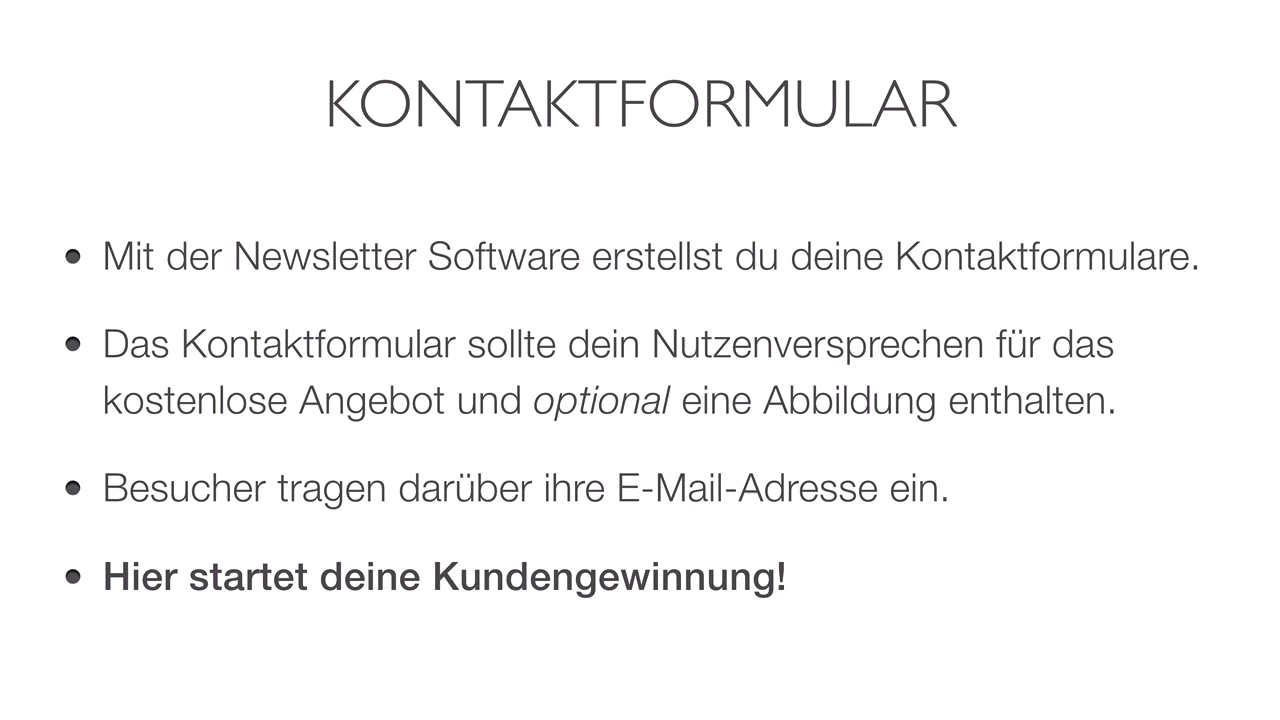 KONTAKTFORMULAR
• Mit der Newsletter Software erstellst du deine Kontaktformulare.
• Das Kontaktformular sollte dein Nutzenversprechen für das
kostenlose Angebot und optional eine Abbildung enthalten.
• Besucher tragen darüber ihre E-Mail-Adresse ein.
• Hier startet deine Kundengewinnung!